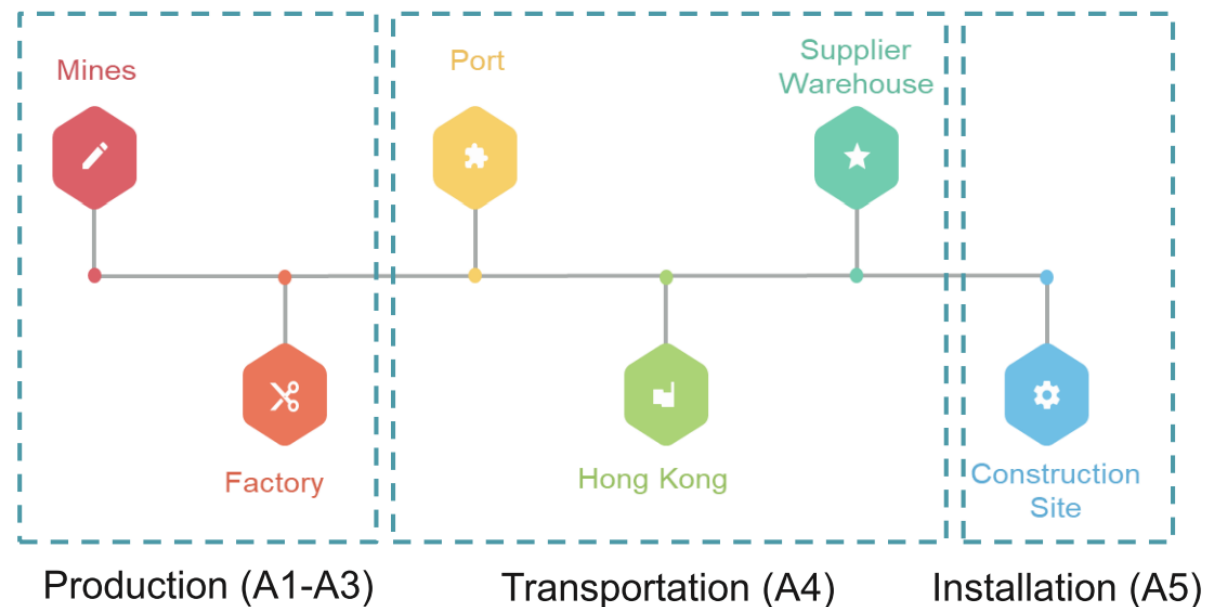 Mines
Port
Supplier
Warehouse
Factory
Hong Kong
Construction
Site
Production (A1-A3)
Transportation (A4)
Installation (A5)